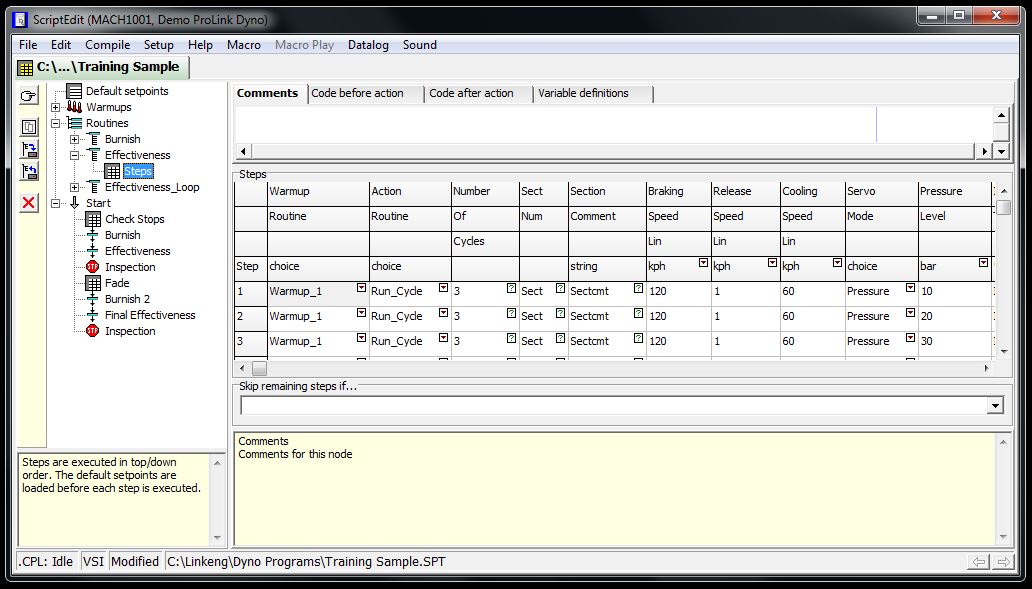 ScriptEdit (MACH1001, Demo ProLink Dyno)
File Edit Compile Setup Help Macro Macro Play Datalog Sound
C:\...\Training Sample
Default setpoints
Warmups
Routines
Burnish
Effectiveness
Steps
Effectiveness_Loop
Start
Check Stops
Burnish
Effectiveness
STP Inspection
Fade
Burnish 2
Final Effectiveness
STP Inspection
Steps are executed in top/down
order. The default setpoints are
loaded before each step is executed.
Comments Code before action Code after action Variable definitions
Steps
Warmup Action Number Sect Section Braking Release Cooling Servo Pressure
Routine Routine Of Num Comment Speed Speed Speed Mode Level
Cycles Lin Lin Lin
Step choice choice string kph kph kph choice bar
1 Warmup_1 Run_Cycle 3 ? Sect ? Sectcmt ? 120 1 60 Pressure 10
2 Warmup_1 Run_Cycle 3 ? Sect ? Sectcmt ? 120 1 60 Pressure 20
3 Warmup_1 Run_Cycle 3 ? Sect ? Sectcmt ? 120 1 60 Pressure 30
Skip remaining steps if...
Comments
Comments for this node
.CPL: Idle VSI Modified C:\Linkeng\Dyno Programs\Training Sample.SPT